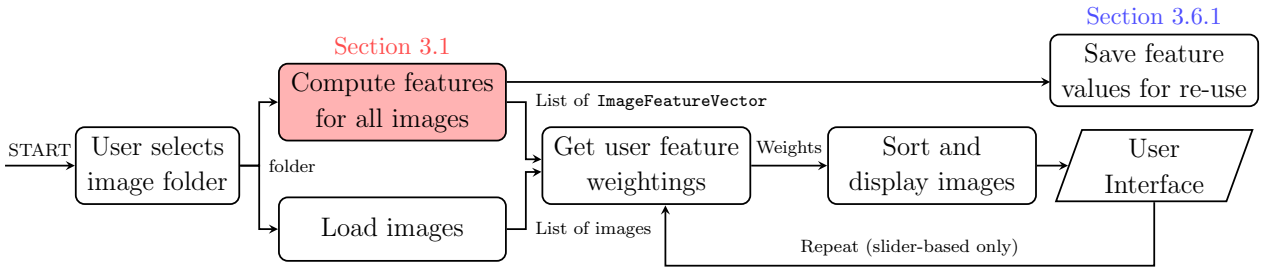 Section 3.6.1
Section 3.1
Save feature
values for re-use
Compute features
for all images
List of ImageFeatureVector
START
User selects
image folder
folder
Get user feature
weightings
Weights
Sort and
display images
User
Interface
Load images
List of images
Repeat (slider-based only)